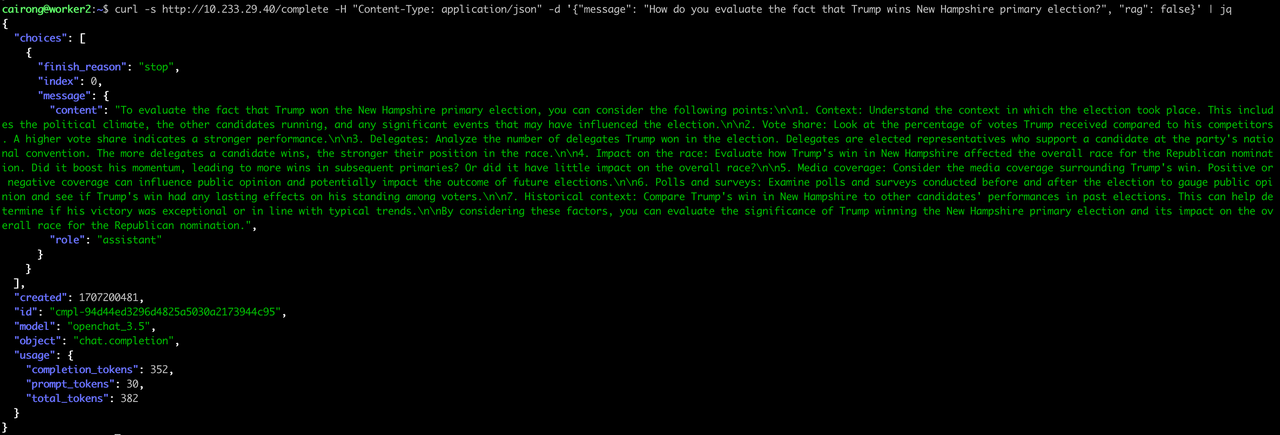 cairong@worker2:~$ curl -s http://10.233.29.40/complete -H "Content-Type: application/json" -d '{"message": "How do you evaluate the fact that Trump wins New Hampshire primary election?", "rag": false}' | jq
{
  "choices": [
    {
      "finish_reason": "stop",
      "index": 0,
      "message": {
        "content": "To evaluate the fact that Trump won the New Hampshire primary election, you can consider the following points:\n\n1. Context: Understand the context in which the election took place. This includ
es the political climate, the other candidates running, and any significant events that may have influenced the election.\n\n2. Vote share: Look at the percentage of votes Trump received compared to his competitors
. A higher vote share indicates a stronger performance.\n\n3. Delegates: Analyze the number of delegates Trump won in the election. Delegates are elected representatives who support a candidate at the party's natio
nal convention. The more delegates a candidate wins, the stronger their position in the race.\n\n4. Impact on the race: Evaluate how Trump's win in New Hampshire affected the overall race for the Republican nominat
ion. Did it boost his momentum, leading to more wins in subsequent primaries? Or did it have little impact on the overall race?\n\n5. Media coverage: Consider the media coverage surrounding Trump's win. Positive or
 negative coverage can influence public opinion and potentially impact the outcome of future elections.\n\n6. Polls and surveys: Examine polls and surveys conducted before and after the election to gauge public opi
nion and see if Trump's win had any lasting effects on his standing among voters.\n\n7. Historical context: Compare Trump's win in New Hampshire to other candidates' performances in past elections. This can help de
termine if his victory was exceptional or in line with typical trends.\n\nBy considering these factors, you can evaluate the significance of Trump winning the New Hampshire primary election and its impact on the ov
erall race for the Republican nomination.",
        "role": "assistant"
      }
    }
  ],
  "created": 1707200481,
  "id": "cmpl-94d44ed3296d4825a5030a2173944c95",
  "model": "openchat_3.5",
  "object": "chat.completion",
  "usage": {
    "completion_tokens": 352,
    "prompt_tokens": 30,
    "total_tokens": 382
  }
}